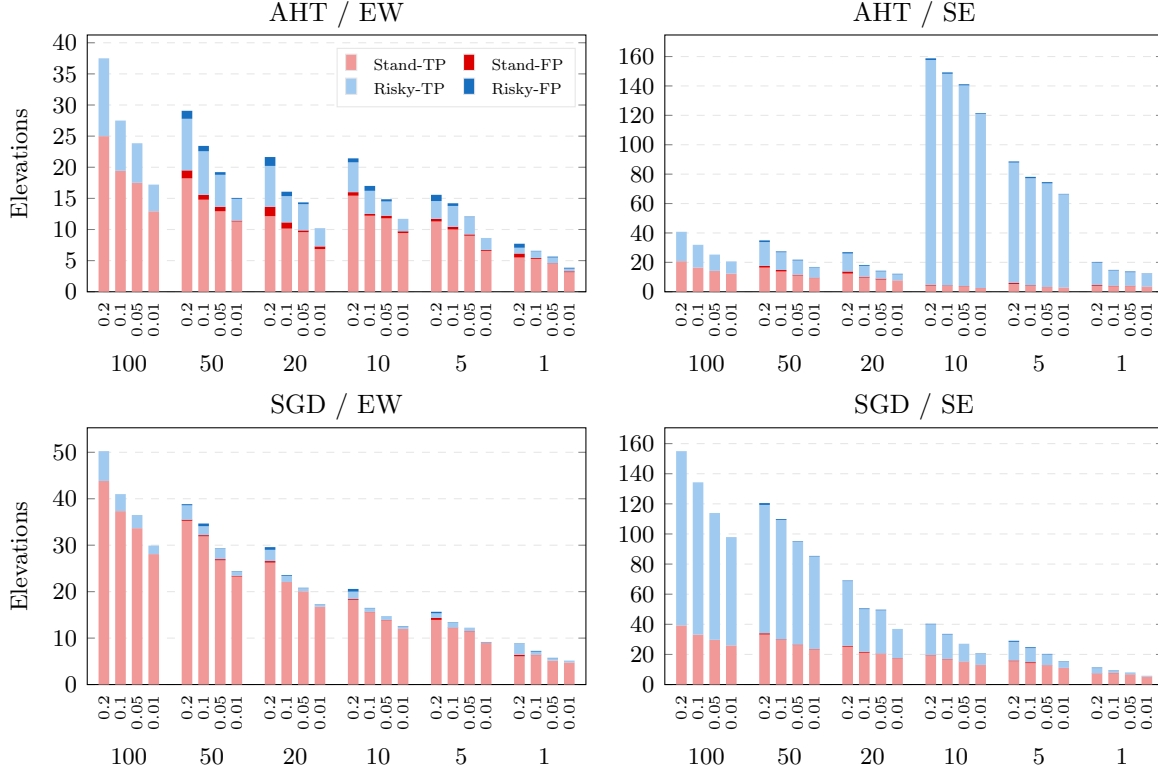 AHT / EW
40
35
30
25
20
15
10
5
0
Elevations
Stand-TP Stand-FP
Risky-TP Risky-FP
0.2 0.1 0.05 0.01 0.2 0.1 0.05 0.01 0.2 0.1 0.05 0.01 0.2 0.1 0.05 0.01 0.2 0.1 0.05 0.01 0.2 0.1 0.05 0.01
100 50 20 10 5 1
AHT / SE
160
140
120
100
80
60
40
20
0
0.2 0.1 0.05 0.01 0.2 0.1 0.05 0.01 0.2 0.1 0.05 0.01 0.2 0.1 0.05 0.01 0.2 0.1 0.05 0.01 0.2 0.1 0.05 0.01
100 50 20 10 5 1
SGD / EW
50
40
30
20
10
0
Elevations
0.2 0.1 0.05 0.01 0.2 0.1 0.05 0.01 0.2 0.1 0.05 0.01 0.2 0.1 0.05 0.01 0.2 0.1 0.05 0.01 0.2 0.1 0.05 0.01
100 50 20 10 5 1
SGD / SE
160
140
120
100
80
60
40
20
0
0.2 0.1 0.05 0.01 0.2 0.1 0.05 0.01 0.2 0.1 0.05 0.01 0.2 0.1 0.05 0.01 0.2 0.1 0.05 0.01 0.2 0.1 0.05 0.01
100 50 20 10 5 1